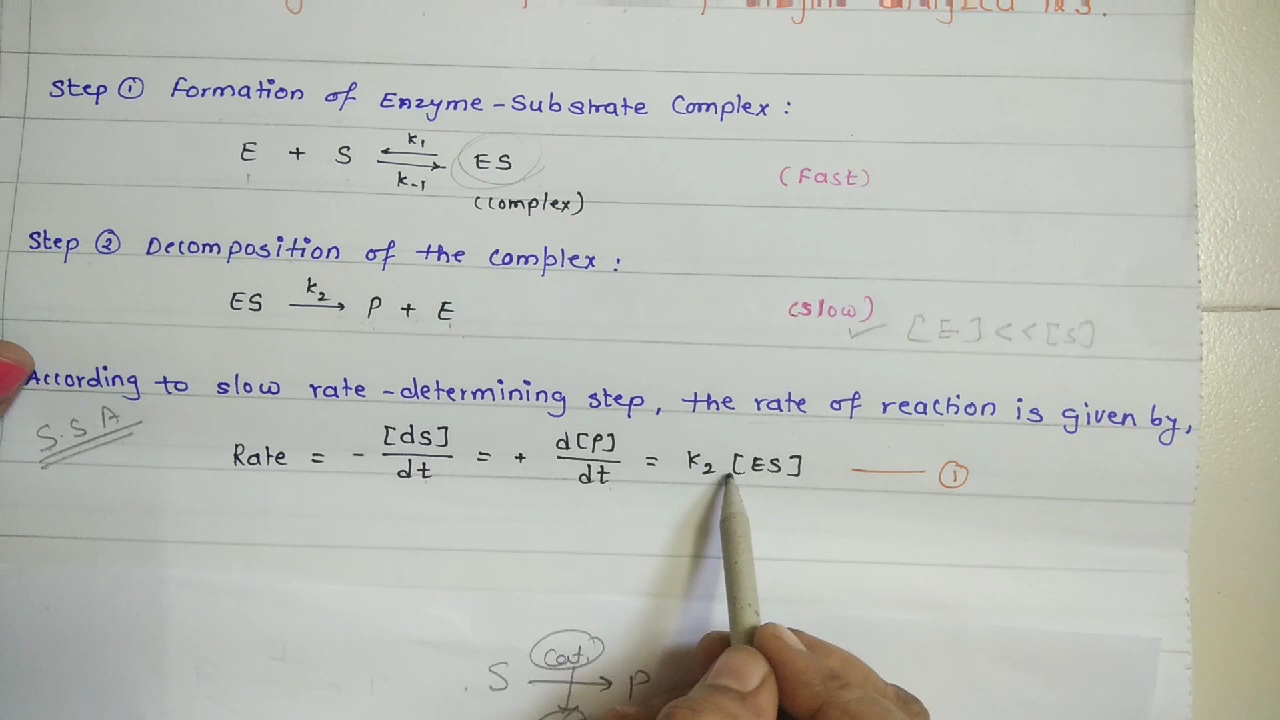 Step ① Formation of Enzyme-Substrate Complex:
E + S ⇌ ES (Fast)
k1
k-1
(complex)
Step ② Decomposition of the complex:
ES →k2 P + E (slow) ✓ [E]<<[S]
According to slow rate-determining step, the rate of reaction is given by,
S.S.A
Rate = - [ds]/dt = + d[P]/dt = K2 [ES] —— ①
S →cat. P